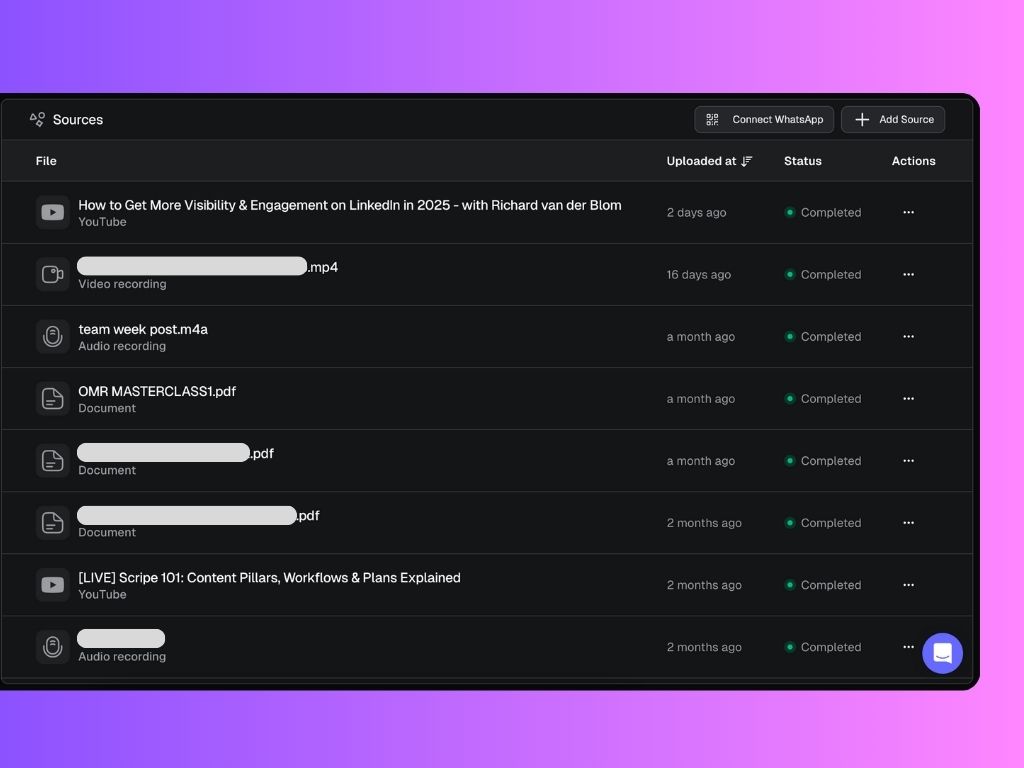 Sources
Connect WhatsApp
Add Source
File
Uploaded at
Status
Actions
How to Get More Visibility & Engagement on LinkedIn in 2025 - with Richard van der Blom
YouTube
2 days ago
Completed
.mp4
Video recording
16 days ago
Completed
team week post.m4a
Audio recording
a month ago
Completed
OMR MASTERCLASS1.pdf
Document
a month ago
Completed
.pdf
Document
a month ago
Completed
.pdf
Document
2 months ago
Completed
[LIVE] Scripe 101: Content Pillars, Workflows & Plans Explained
YouTube
2 months ago
Completed
Audio recording
2 months ago
Completed